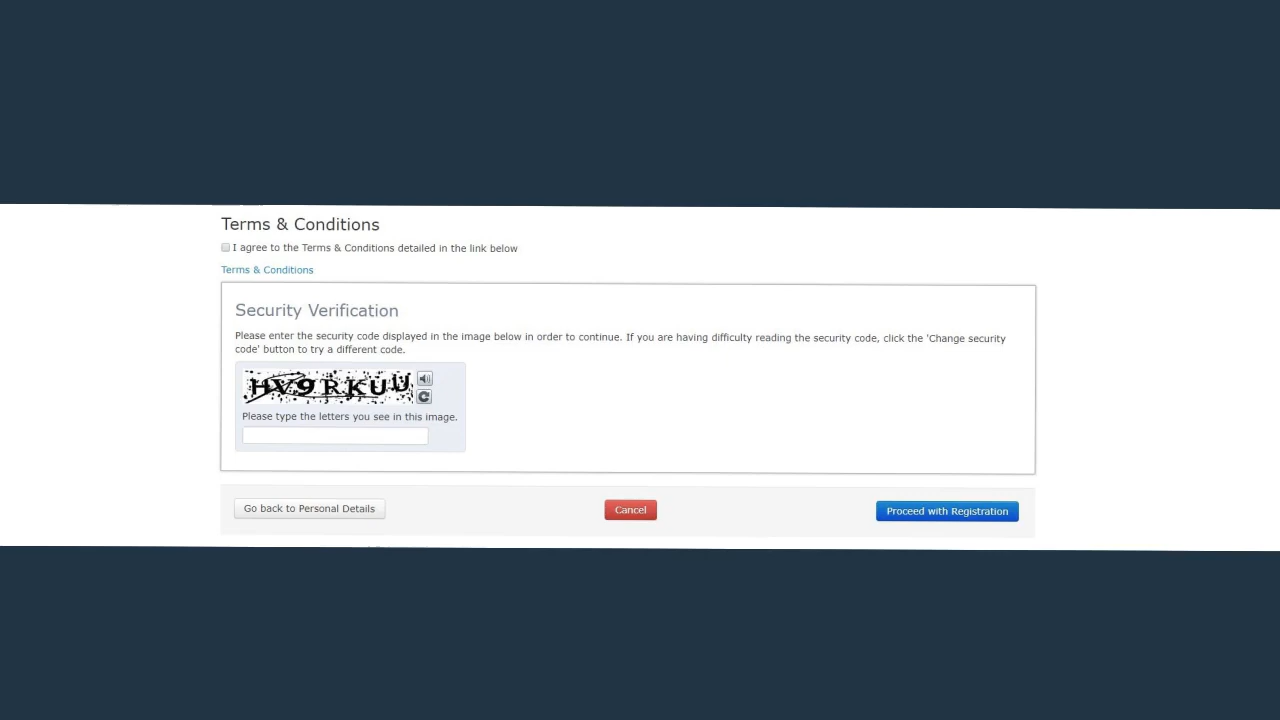 Terms & Conditions
I agree to the Terms & Conditions detailed in the link below
Terms & Conditions
Security Verification
Please enter the security code displayed in the image below in order to continue. If you are having difficulty reading the security code, click the 'Change security
code' button to try a different code.
HV9RKUU
Please type the letters you see in this image.
Go back to Personal Details
Cancel
Proceed with Registration